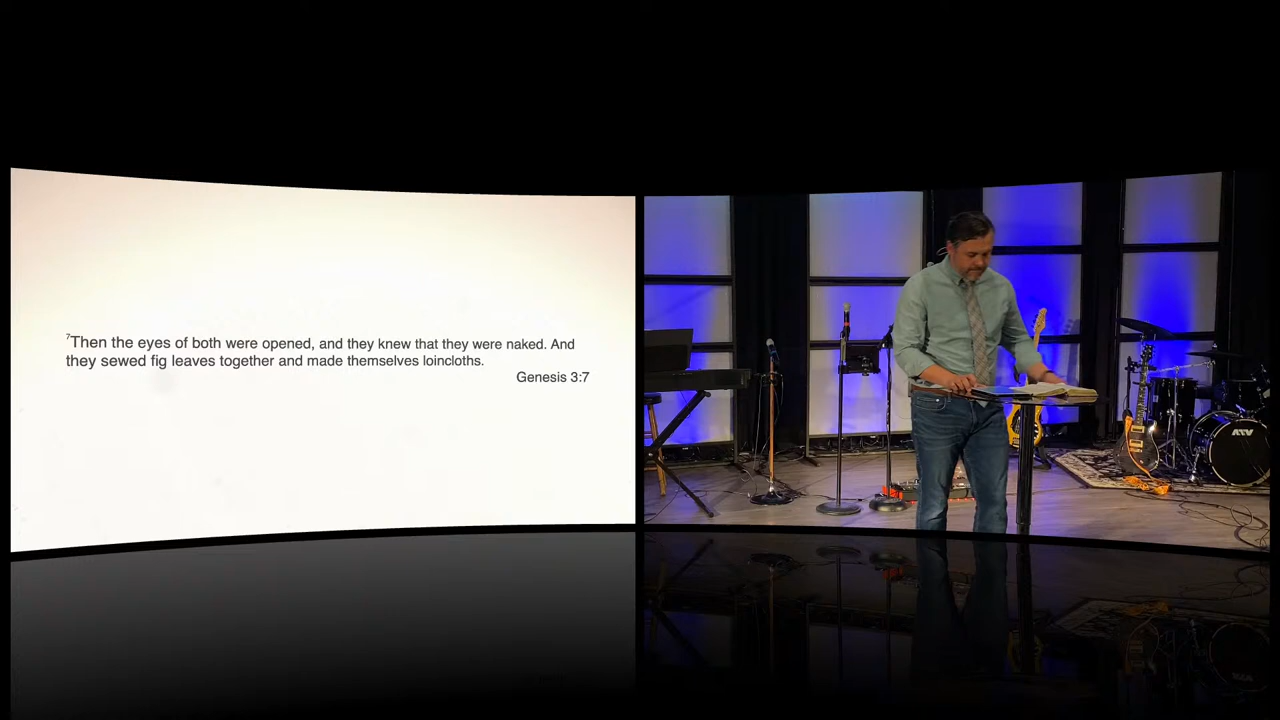 ⁷Then the eyes of both were opened, and they knew that they were naked. And
they sewed fig leaves together and made themselves loincloths.
Genesis 3:7
ATV